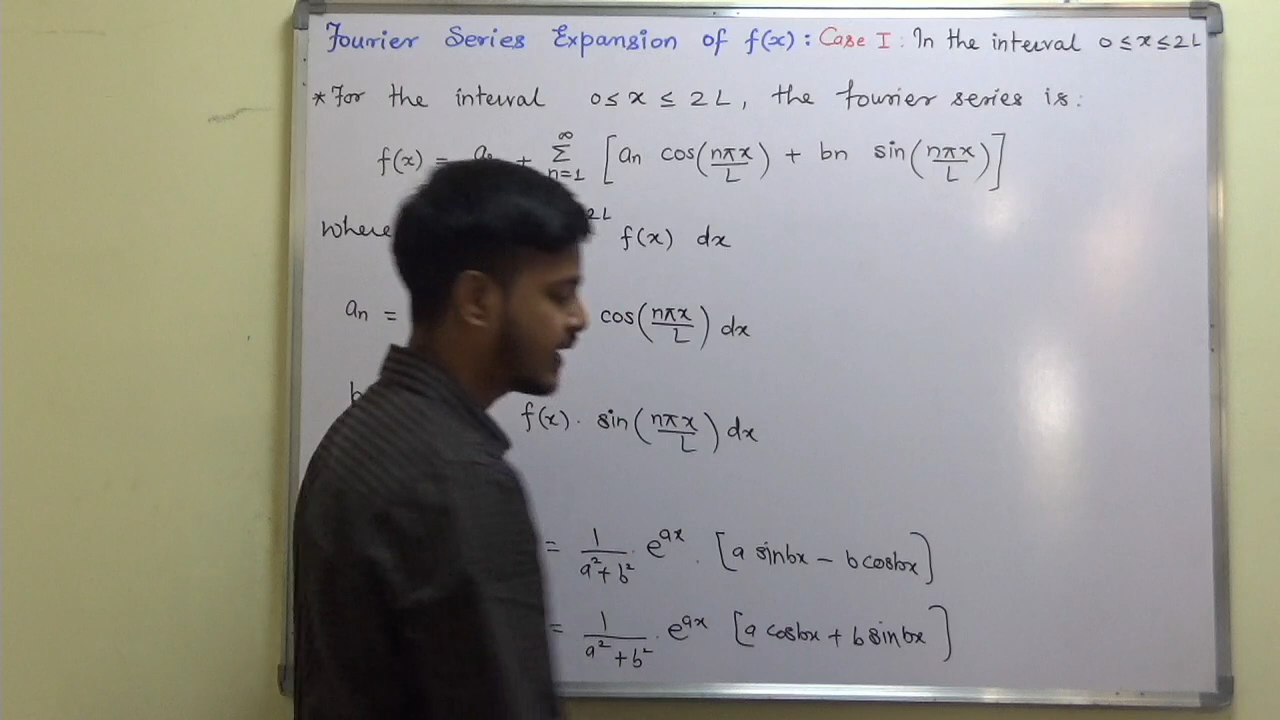 Fourier Series Expansion of f(x) : Case I : In the interval 0 ≤ x ≤ 2L
* For the interval 0 ≤ x ≤ 2L, the fourier series is :
f(x) = a₀ + ∞ Σ n=1 [an cos(nπx/L) + bn sin(nπx/L)]
where 2L f(x) dx
an = cos(nπx/L) dx
b f(x). sin(nπx/L) dx
= 1/a²+b² . e^ax . [a sinbx - b cosbx]
= 1/a²+b² . e^ax [a cosbx + b sinbx]